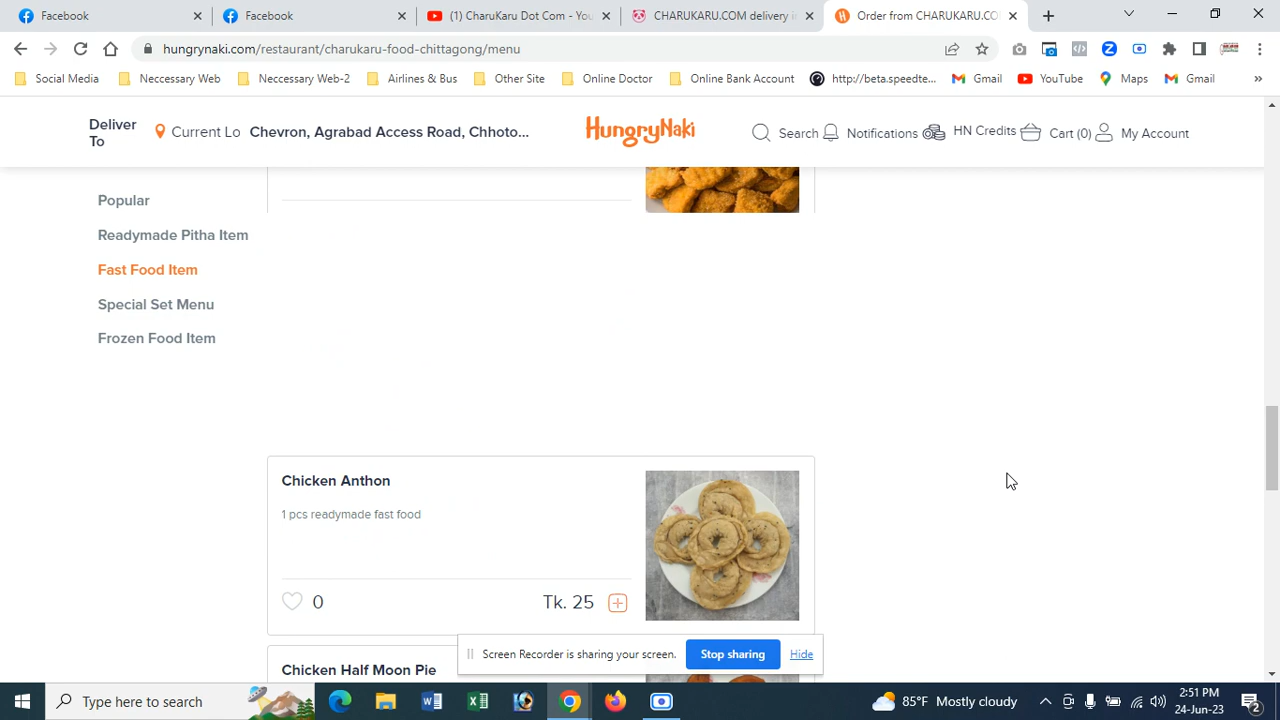 Facebook
Facebook
(1) CharuKaru Dot Com - You
CHARUKARU.COM delivery in
Order from CHARUKARU.CO
hungrynaki.com/restaurant/charukaru-food-chittagong/menu
Social Media
Neccessary Web
Neccessary Web-2
Airlines & Bus
Other Site
Online Doctor
Online Bank Account
http://beta.speedte...
Gmail
YouTube
Maps
Gmail
»
Deliver To
Current Lo
Chevron, Agrabad Access Road, Chhoto...
HungryNaki
Search
Notifications
HN Credits
Cart (0)
My Account
Popular
Readymade Pitha Item
Fast Food Item
Special Set Menu
Frozen Food Item
Chicken Anthon
1 pcs readymade fast food
0
Tk. 25
Chicken Half Moon Pie
Screen Recorder is sharing your screen.
Stop sharing
Hide
Type here to search
85°F Mostly cloudy
2:51 PM
24-Jun-23
2